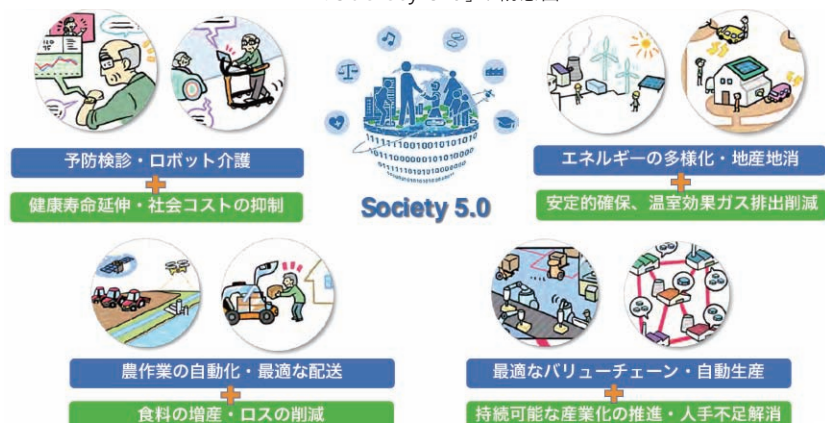 予防検診・ロボット介護
健康寿命延伸・社会コストの抑制
エネルギーの多様化・地産地消
安定的確保、温室効果ガス排出削減
Society 5.0
農作業の自動化・最適な配送
食料の増産・ロスの削減
最適なバリューチェーン・自動生産
持続可能な産業化の推進・人手不足解消